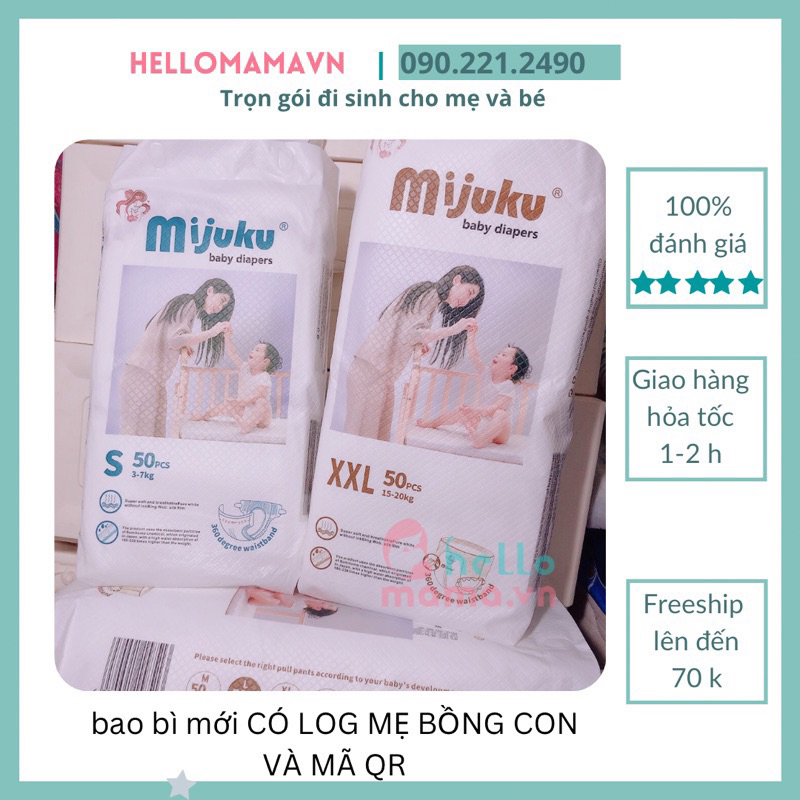 HELLOMAMAVN | 090.221.2490
Trọn gói đi sinh cho mẹ và bé
mijuku®
baby diapers
S 50PCS
3-7kg
360 degree waistband
mijuku®
baby diapers
XXL 50PCS
15-20kg
360 degree waistband
hello
mama.vn
Please select the right pull pants according to your baby's
M
50
L
XL
100%
đánh giá
Giao hàng
hỏa tốc
1-2 h
Freeship
lên đến
70 k
bao bì mới CÓ LOG MẸ BỒNG CON
VÀ MÃ QR